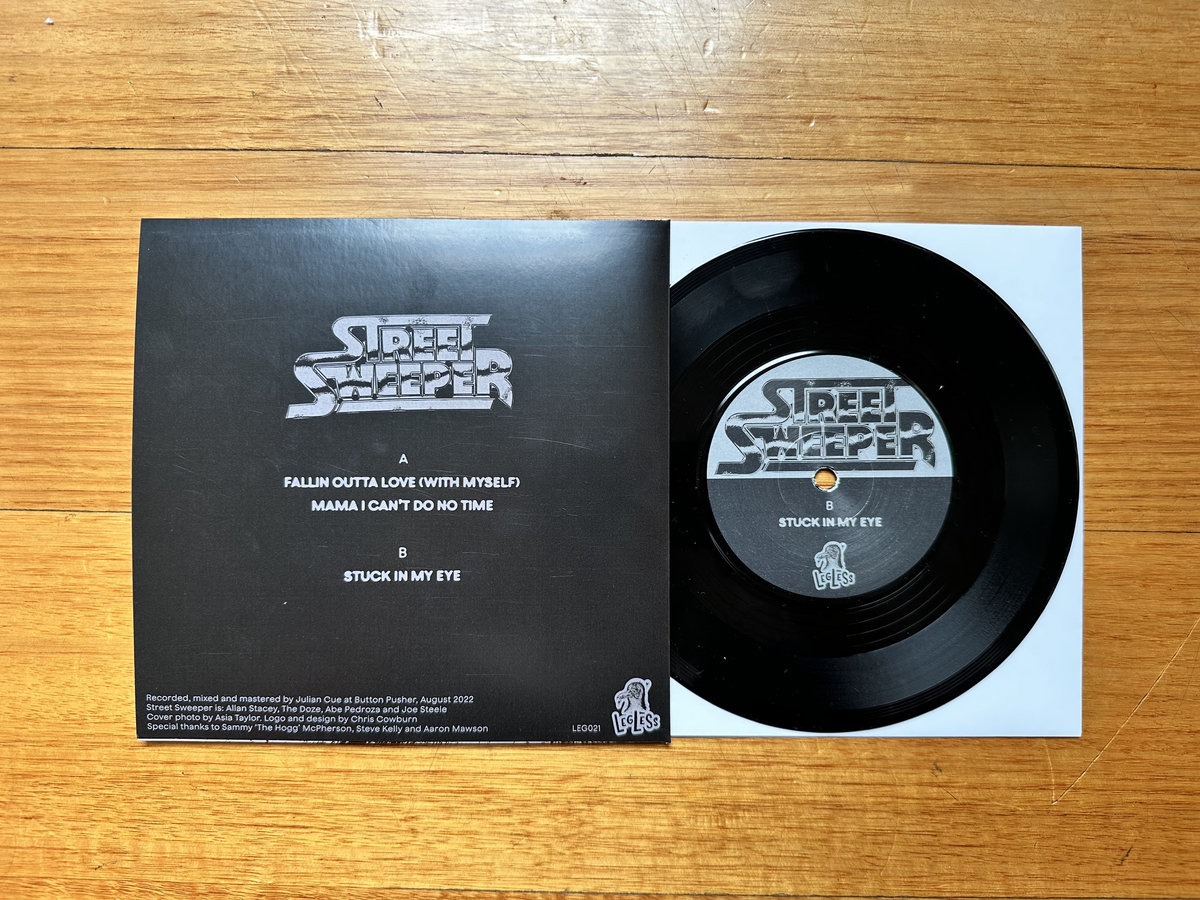 STREET
SWEEPER
A
FALLIN OUTTA LOVE (WITH MYSELF)
MAMA I CAN'T DO NO TIME
B
STUCK IN MY EYE
Recorded, mixed and mastered by Julian Cue at Button Pusher, August 2022
Street Sweeper is: Allan Stacey, The Doze, Abe Pedroza and Joe Steele
Cover photo by Asia Taylor. Logo and design by Chris Cowburn
Special thanks to Sammy 'The Hogg' McPherson, Steve Kelly and Aaron Mawson
LEG021
LEGLESS
STREET
SWEEPER
B
STUCK IN MY EYE
LEGLESS